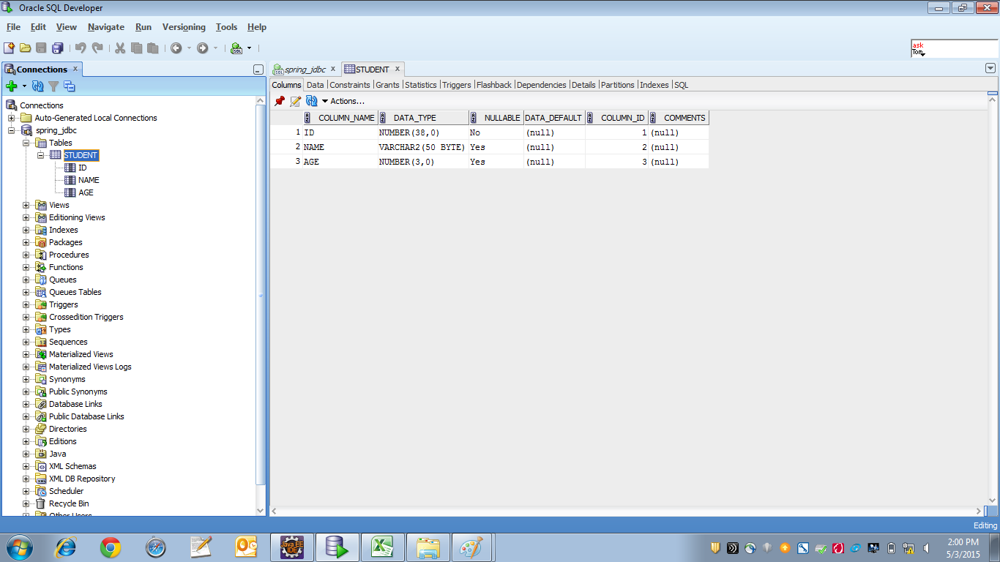 Oracle SQL Developer
File Edit View Navigate Run Versioning Tools Help
ask
Tom
Connections
spring_jdbc
STUDENT
Columns Data Constraints Grants Statistics Triggers Flashback Dependencies Details Partitions Indexes SQL
Actions...
Connections
Auto-Generated Local Connections
spring_jdbc
Tables
STUDENT
ID
NAME
AGE
Views
Editioning Views
Indexes
Packages
Procedures
Functions
Queues
Queues Tables
Triggers
Crossedition Triggers
Types
Sequences
Materialized Views
Materialized Views Logs
Synonyms
Public Synonyms
Database Links
Public Database Links
Directories
Editions
Java
XML Schemas
XML DB Repository
Scheduler
Recycle Bin
Other Users
COLUMN_NAME DATA_TYPE NULLABLE DATA_DEFAULT COLUMN_ID COMMENTS
1 ID NUMBER(38,0) No (null) 1 (null)
2 NAME VARCHAR2(50 BYTE) Yes (null) 2 (null)
3 AGE NUMBER(3,0) Yes (null) 3 (null)
Editing
Java EE
IDE
2:00 PM
5/3/2015